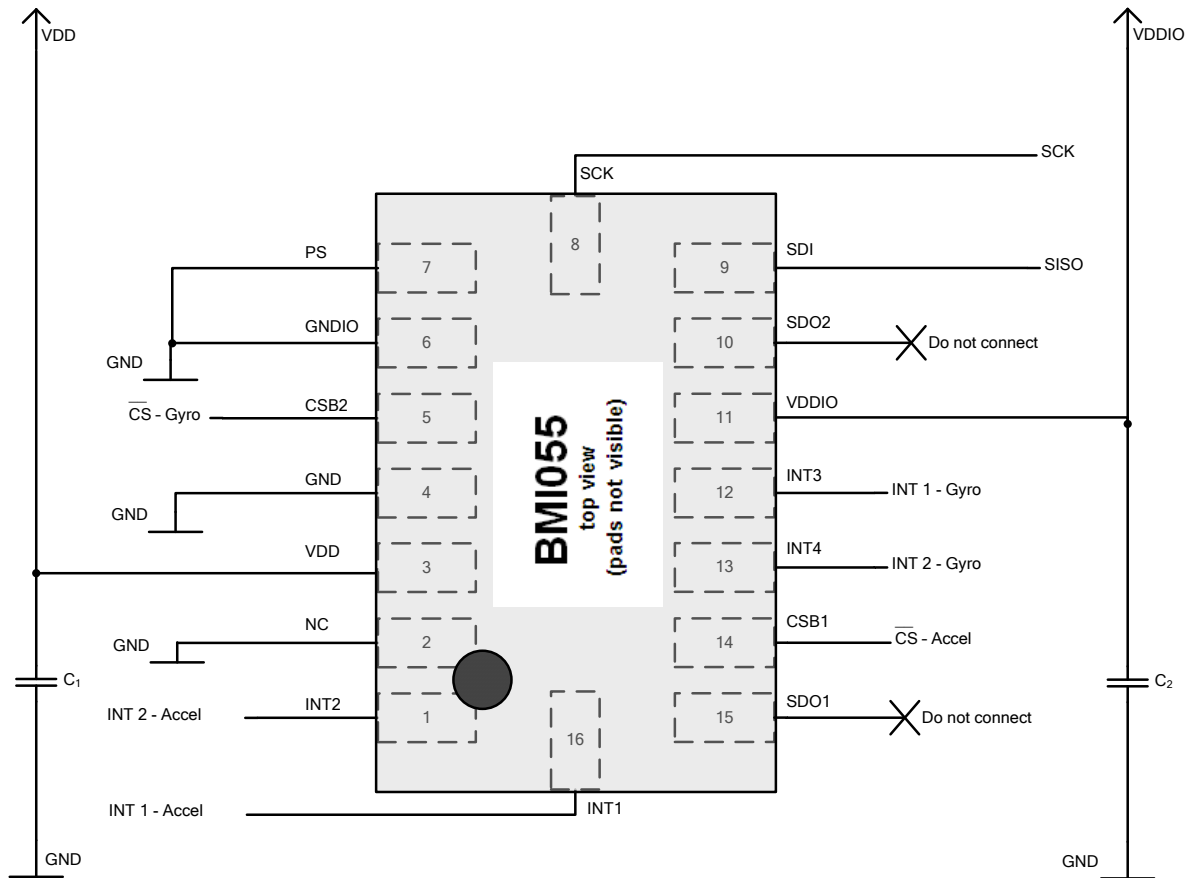 VDD
VDDIO
SCK
SCK
PS
7
8
9
SDI
SISO
GNDIO
6
10
SDO2
Do not connect
GND
CS - Gyro
CSB2
5
11
VDDIO
GND
GND
4
12
INT3
INT 1 - Gyro
VDD
3
13
INT4
INT 2 - Gyro
BMI055
top view
(pads not visible)
GND
NC
2
14
CSB1
CS - Accel
C1
C2
INT 2 - Accel
INT2
1
16
15
SDO1
Do not connect
INT 1 - Accel
INT1
GND
GND